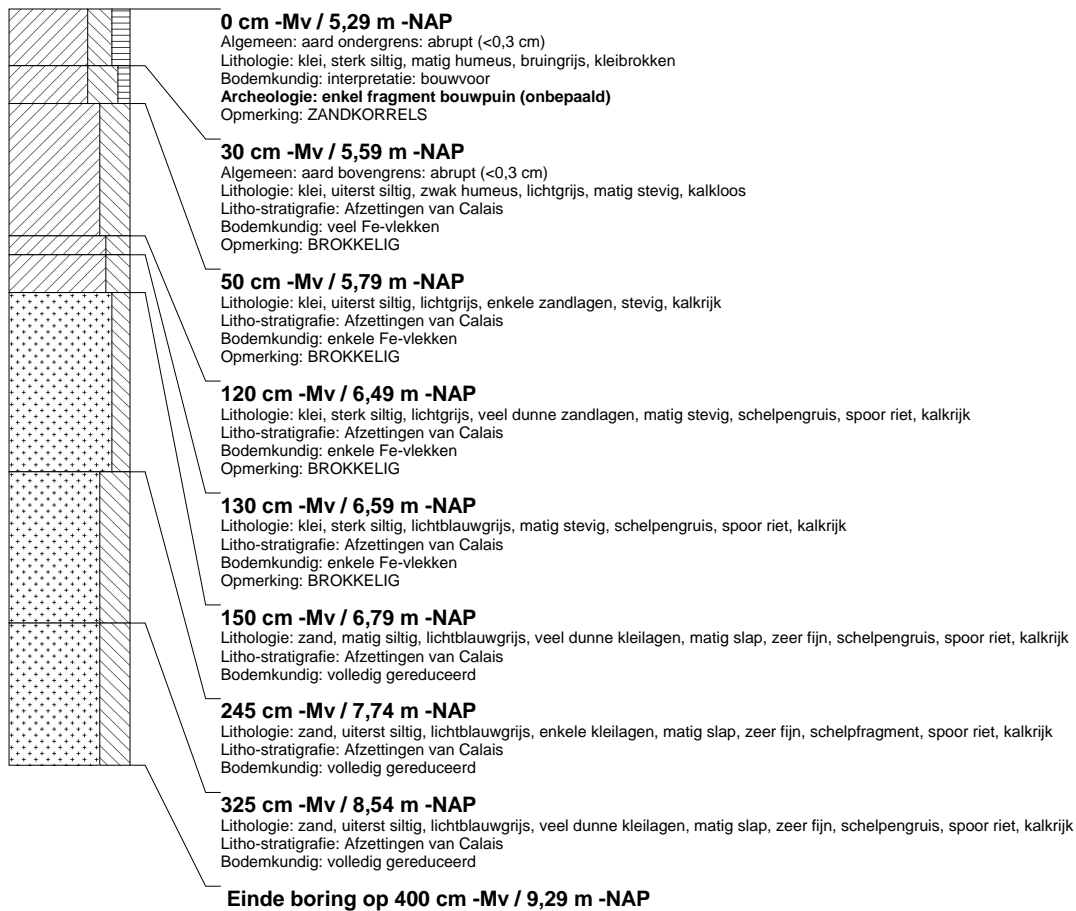 0 cm -Mv / 5,29 m -NAP
Algemeen: aard ondergrens: abrupt (<0,3 cm)
Lithologie: klei, sterk siltig, matig humeus, bruingrijs, kleibrokken
Bodemkundig: interpretatie: bouwvoor
Archeologie: enkel fragment bouwpuin (onbepaald)
Opmerking: ZANDKORRELS
30 cm -Mv / 5,59 m -NAP
Algemeen: aard bovengrens: abrupt (<0,3 cm)
Lithologie: klei, uiterst siltig, zwak humeus, lichtgrijs, matig stevig, kalkloos
Litho-stratigrafie: Afzettingen van Calais
Bodemkundig: veel Fe-vlekken
Opmerking: BROKKELIG
50 cm -Mv / 5,79 m -NAP
Lithologie: klei, uiterst siltig, lichtgrijs, enkele zandlagen, stevig, kalkrijk
Litho-stratigrafie: Afzettingen van Calais
Bodemkundig: enkele Fe-vlekken
Opmerking: BROKKELIG
120 cm -Mv / 6,49 m -NAP
Lithologie: klei, sterk siltig, lichtgrijs, veel dunne zandlagen, matig stevig, schelpengruis, spoor riet, kalkrijk
Litho-stratigrafie: Afzettingen van Calais
Bodemkundig: enkele Fe-vlekken
Opmerking: BROKKELIG
130 cm -Mv / 6,59 m -NAP
Lithologie: klei, sterk siltig, lichtblauwgrijs, matig stevig, schelpengruis, spoor riet, kalkrijk
Litho-stratigrafie: Afzettingen van Calais
Bodemkundig: enkele Fe-vlekken
Opmerking: BROKKELIG
150 cm -Mv / 6,79 m -NAP
Lithologie: zand, matig siltig, lichtblauwgrijs, veel dunne kleilagen, matig slap, zeer fijn, schelpengruis, spoor riet, kalkrijk
Litho-stratigrafie: Afzettingen van Calais
Bodemkundig: volledig gereduceerd
245 cm -Mv / 7,74 m -NAP
Lithologie: zand, uiterst siltig, lichtblauwgrijs, enkele kleilagen, matig slap, zeer fijn, schelpfragment, spoor riet, kalkrijk
Litho-stratigrafie: Afzettingen van Calais
Bodemkundig: volledig gereduceerd
325 cm -Mv / 8,54 m -NAP
Lithologie: zand, uiterst siltig, lichtblauwgrijs, veel dunne kleilagen, matig slap, zeer fijn, schelpengruis, spoor riet, kalkrijk
Litho-stratigrafie: Afzettingen van Calais
Bodemkundig: volledig gereduceerd
Einde boring op 400 cm -Mv / 9,29 m -NAP